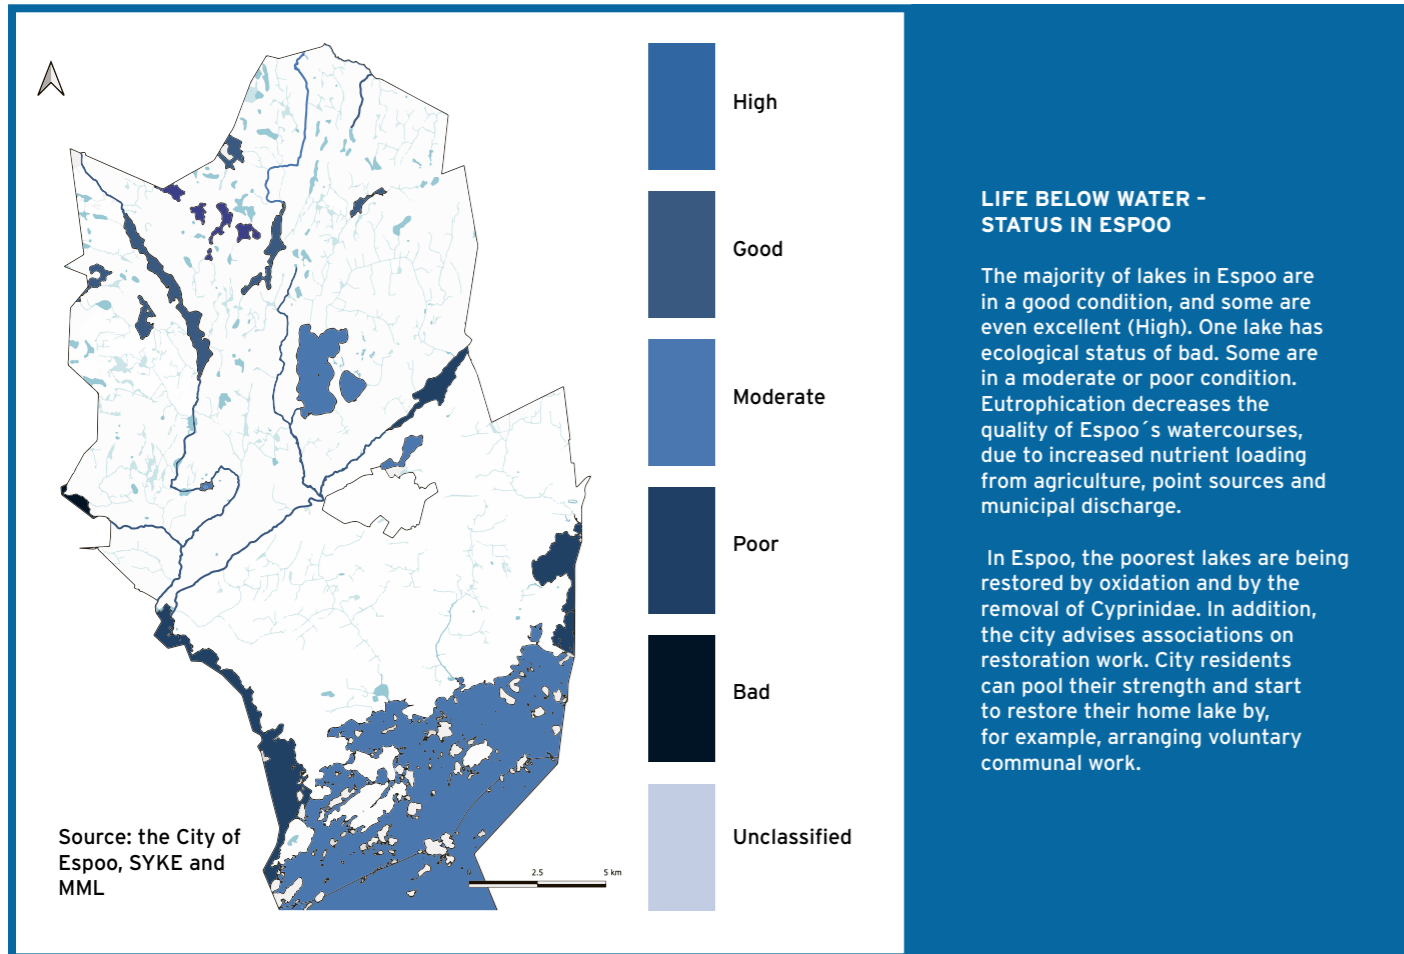 High
Good
Moderate
Poor
Bad
Unclassified
2.5
5 km
Source: the City of
Espoo, SYKE and
MML
LIFE BELOW WATER –
STATUS IN ESPOO
The majority of lakes in Espoo are
in a good condition, and some are
even excellent (High). One lake has
ecological status of bad. Some are
in a moderate or poor condition.
Eutrophication decreases the
quality of Espoo´s watercourses,
due to increased nutrient loading
from agriculture, point sources and
municipal discharge.
In Espoo, the poorest lakes are being
restored by oxidation and by the
removal of Cyprinidae. In addition,
the city advises associations on
restoration work. City residents
can pool their strength and start
to restore their home lake by,
for example, arranging voluntary
communal work.